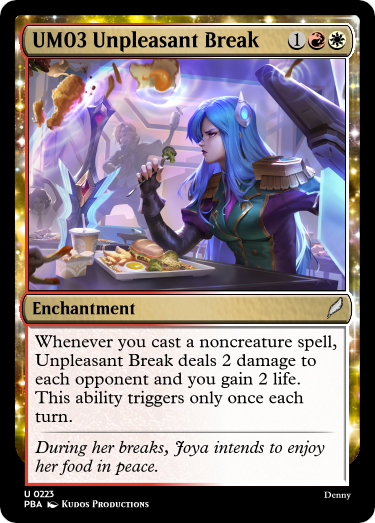 UM03 Unpleasant Break 1
Enchantment
Whenever you cast a noncreature spell,
Unpleasant Break deals 2 damage to
each opponent and you gain 2 life.
This ability triggers only once each
turn.
During her breaks, Joya intends to enjoy
her food in peace.
U 0223
PBA Kudos Productions
Denny